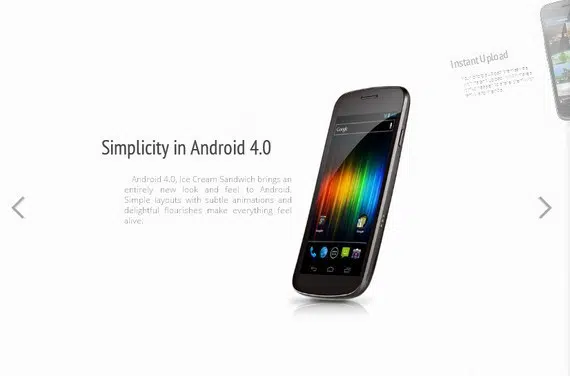 Instant Upload
Simplicity in Android 4.0
Android 4.0, Ice Cream Sandwich brings an
entirely new look and feel to Android.
Simple layouts with subtle animations and
delightful flourishes make everything feel
alive.
Google